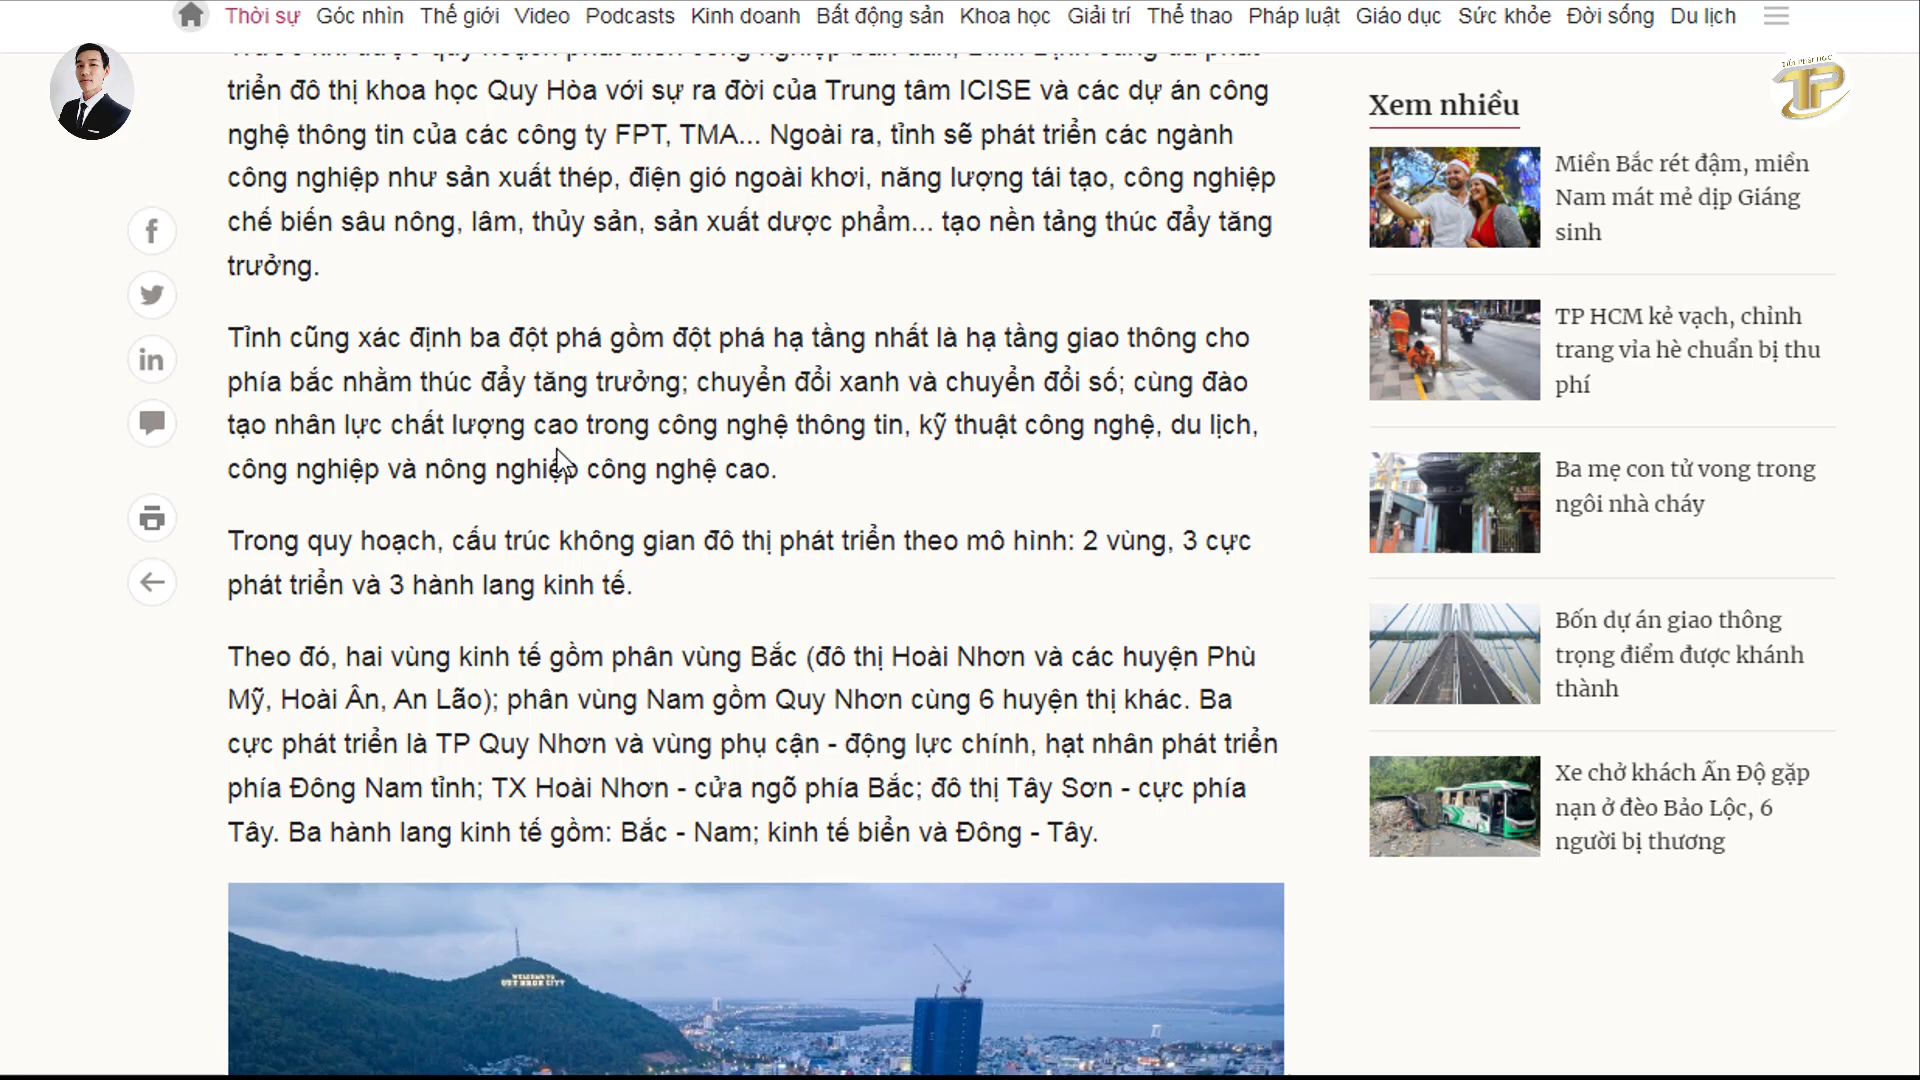 Thời sự Góc nhìn Thế giới Video Podcasts Kinh doanh Bất động sản Khoa học Giải trí Thể thao Pháp luật Giáo dục Sức khỏe Đời sống Du lịch
triển đô thị khoa học Quy Hòa với sự ra đời của Trung tâm ICISE và các dự án công
nghệ thông tin của các công ty FPT, TMA... Ngoài ra, tỉnh sẽ phát triển các ngành
công nghiệp như sản xuất thép, điện gió ngoài khơi, năng lượng tái tạo, công nghiệp
chế biến sâu nông, lâm, thủy sản, sản xuất dược phẩm... tạo nền tảng thúc đẩy tăng
trưởng.
Tỉnh cũng xác định ba đột phá gồm đột phá hạ tầng nhất là hạ tầng giao thông cho
phía bắc nhằm thúc đẩy tăng trưởng; chuyển đổi xanh và chuyển đổi số; cùng đào
tạo nhân lực chất lượng cao trong công nghệ thông tin, kỹ thuật công nghệ, du lịch,
công nghiệp và nông nghiệp công nghệ cao.
Trong quy hoạch, cấu trúc không gian đô thị phát triển theo mô hình: 2 vùng, 3 cực
phát triển và 3 hành lang kinh tế.
Theo đó, hai vùng kinh tế gồm phân vùng Bắc (đô thị Hoài Nhơn và các huyện Phù
Mỹ, Hoài Ân, An Lão); phân vùng Nam gồm Quy Nhơn cùng 6 huyện thị khác. Ba
cực phát triển là TP Quy Nhơn và vùng phụ cận - động lực chính, hạt nhân phát triển
phía Đông Nam tỉnh; TX Hoài Nhơn - cửa ngõ phía Bắc; đô thị Tây Sơn - cực phía
Tây. Ba hành lang kinh tế gồm: Bắc - Nam; kinh tế biển và Đông - Tây.
WELCOME TO
QUY NHON CITY
TP
Xem nhiều
Miền Bắc rét đậm, miền
Nam mát mẻ dịp Giáng
sinh
TP HCM kẻ vạch, chỉnh
trang vỉa hè chuẩn bị thu
phí
Ba mẹ con tử vong trong
ngôi nhà cháy
Bốn dự án giao thông
trọng điểm được khánh
thành
Xe chở khách Ấn Độ gặp
nạn ở đèo Bảo Lộc, 6
người bị thương